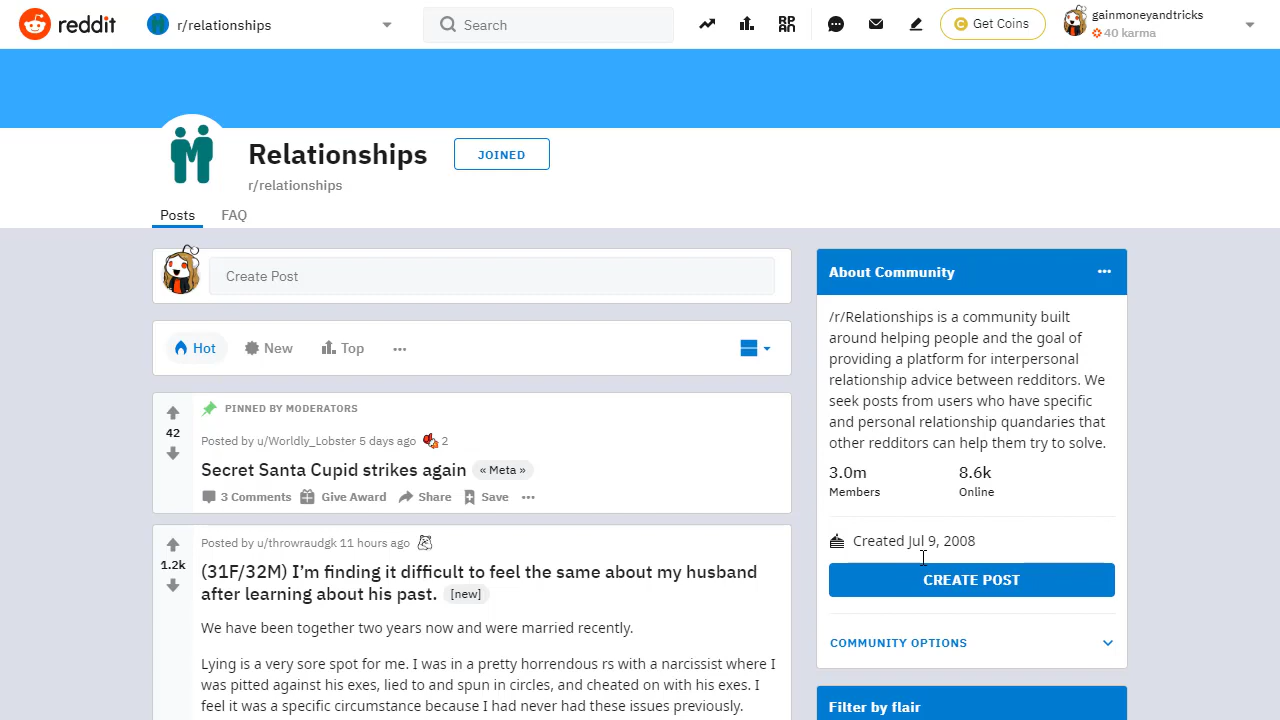 reddit
r/relationships
Search
Get Coins
gainmoneyandtricks
40 karma
Relationships
JOINED
r/relationships
Posts
FAQ
Create Post
Hot
New
Top
PINNED BY MODERATORS
42
Posted by u/Worldly_Lobster 5 days ago
2
Secret Santa Cupid strikes again
« Meta »
3 Comments
Give Award
Share
Save
Posted by u/throwraudgk 11 hours ago
1.2k
(31F/32M) I’m finding it difficult to feel the same about my husband
after learning about his past.
[new]
We have been together two years now and were married recently.
Lying is a very sore spot for me. I was in a pretty horrendous rs with a narcissist where I
was pitted against his exes, lied to and spun in circles, and cheated on with his exes. I
feel it was a specific circumstance because I had never had these issues previously.
About Community
/r/Relationships is a community built
around helping people and the goal of
providing a platform for interpersonal
relationship advice between redditors. We
seek posts from users who have specific
and personal relationship quandaries that
other redditors can help them try to solve.
3.0m
8.6k
Members
Online
Created Jul 9, 2008
CREATE POST
COMMUNITY OPTIONS
Filter by flair